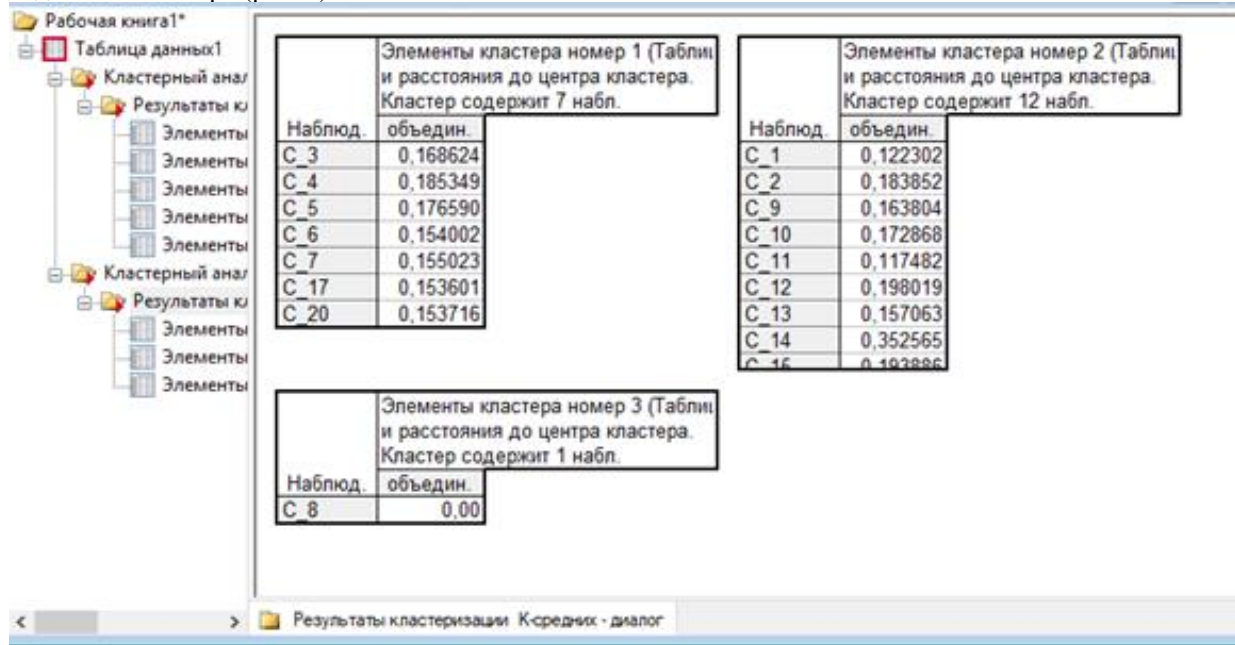 Рабочая книга1*
Таблица данных1
Кластерный анал
Результаты кл
Элементы
Элементы
Элементы
Элементы
Элементы
Кластерный анал
Результаты кл
Элементы
Элементы
Элементы
Элементы кластера номер 1 (Таблиц
и расстояния до центра кластера.
Кластер содержит 7 набл.
Наблюд. объедин.
C_3 0,168624
C_4 0,185349
C_5 0,176590
C_6 0,154002
C_7 0,155023
C_17 0,153601
C_20 0,153716
Элементы кластера номер 2 (Таблиц
и расстояния до центра кластера.
Кластер содержит 12 набл.
Наблюд. объедин.
C_1 0,122302
C_2 0,183852
C_9 0,163804
C_10 0,172868
C_11 0,117482
C_12 0,198019
C_13 0,157063
C_14 0,352565
0,193886
Элементы кластера номер 3 (Таблиц
и расстояния до центра кластера.
Кластер содержит 1 набл.
Наблюд. объедин.
C_8 0,00
< >
Результаты кластеризации К-средних - диалог